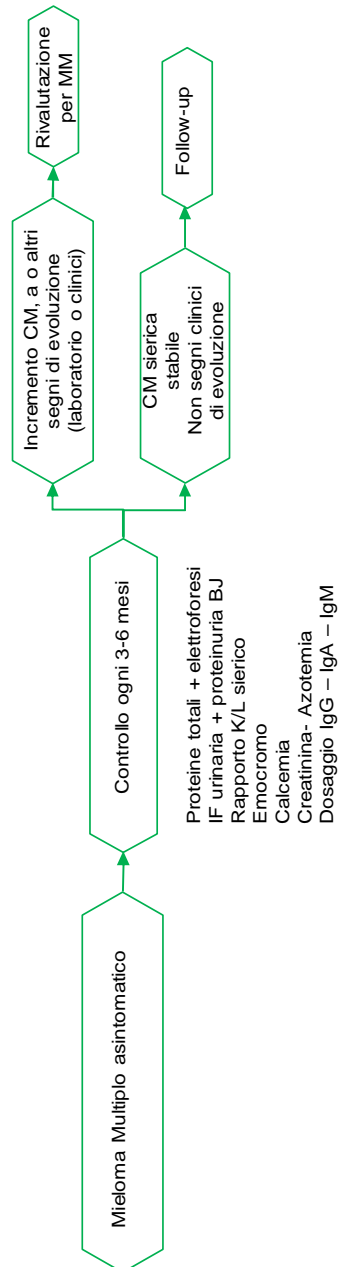 Mieloma Multiplo asintomatico
Controllo ogni 3-6 mesi
Proteine totali + elettroforesi
IF urinaria + proteinuria BJ
Rapporto K/L sierico
Emocromo
Calcemia
Creatinina- Azotemia
Dosaggio IgG – IgA – IgM
Incremento CM, a o altri
segni di evoluzione
(laboratorio o clinici)
Rivalutazione
per MM
CM sierica
stabile
Non segni clinici
di evoluzione
Follow-up